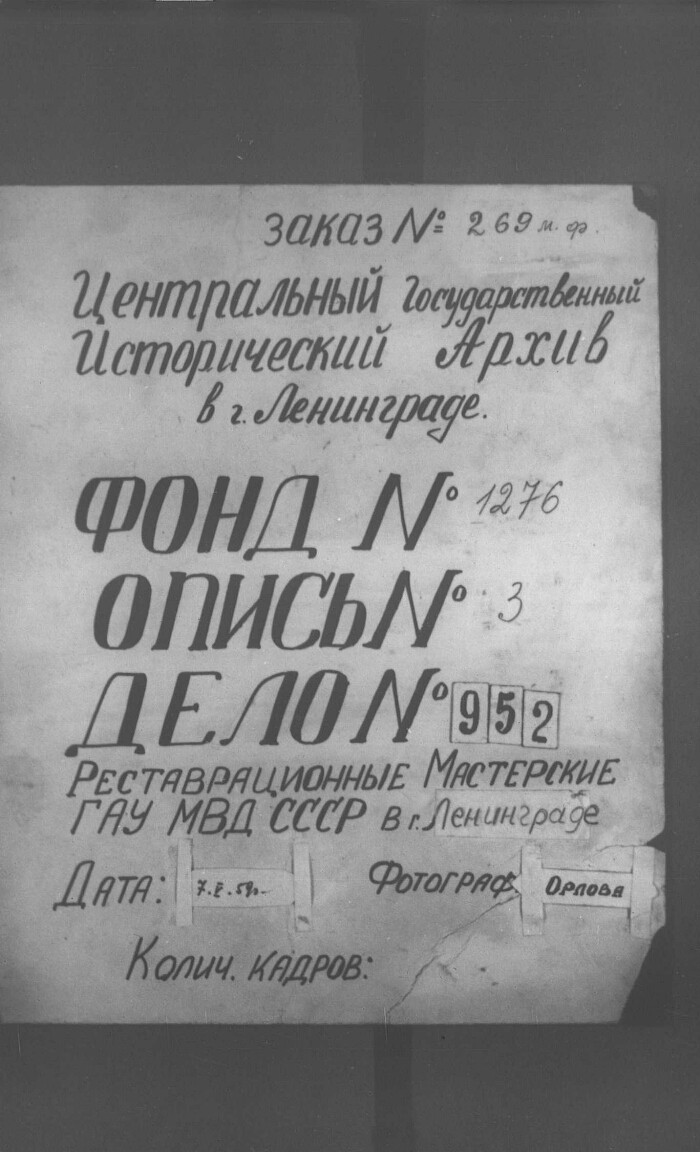 заказ № 269 м. ф.
Центральный Государственный
Исторический Архив
в г. Ленинграде.
ФОНД № 1276
ОПИСЬ № 3
ДЕЛО № 952
Реставрационные Мастерские
ГАУ МВД СССР в г. Ленинграде
Дата: Фотограф Орлова
Колич. кадров: